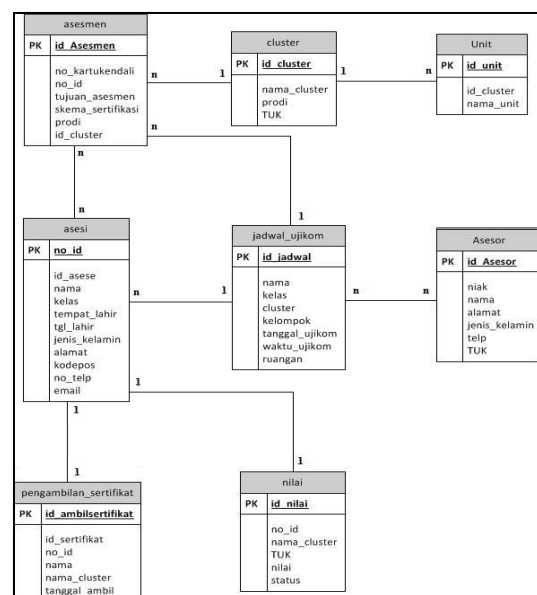 asesmen
PK id_Asesmen
no_kartukendali
no_id
tujuan_asesmen
skema_sertifikasi
prodi
id_cluster
n
1
cluster
PK id_cluster
nama_cluster
prodi
TUK
1
n
Unit
PK id_unit
id_cluster
nama_unit
n
n
n
1
asesi
PK no_id
id_asese
nama
kelas
tempat_lahir
tgl_lahir
jenis_kelamin
alamat
kodepos
no_telp
email
n
1
jadwal_ujikom
PK id_jadwal
nama
kelas
cluster
kelompok
tanggal_ujikom
waktu_ujikom
ruangan
n
n
Asesor
PK id_Asesor
niak
nama
alamat
jenis_kelamin
telp
TUK
1
1
1
1
pengambilan_sertifikat
PK id_ambilsertifikat
id_sertifikat
no_id
nama
nama_cluster
tanggal_ambil
nilai
PK id_nilai
no_id
nama_cluster
TUK
nilai
status